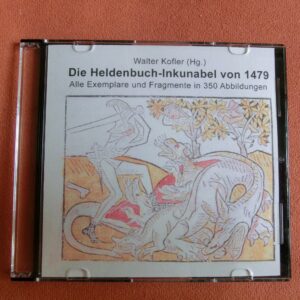 Walter Kofler (Hg.)
Die Heldenbuch-Inkunabel von 1479
Alle Exemplare und Fragmente in 350 Abbildungen